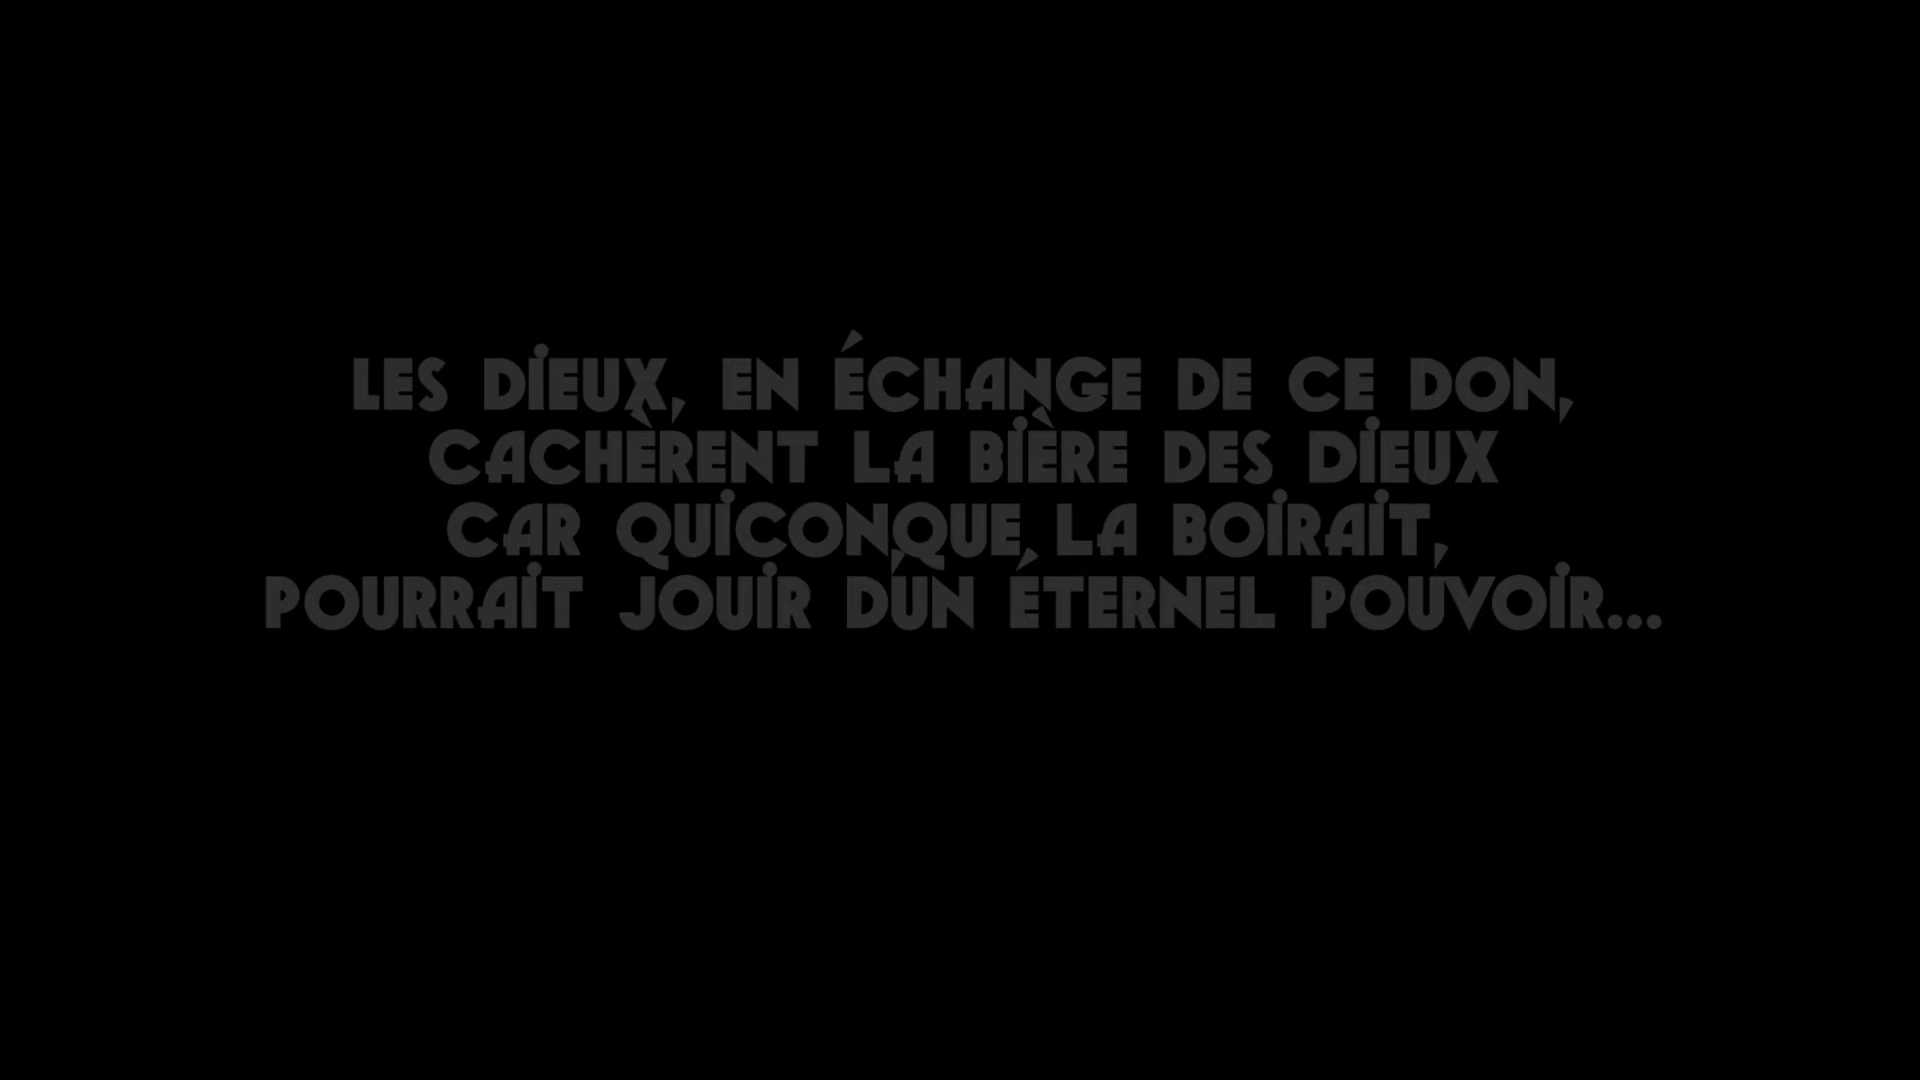 LES DIEUX, EN ÉCHANGE DE CE DON,
CACHÈRENT LA BIÈRE DES DIEUX
CAR QUICONQUE LA BOIRAIT,
POURRAIT JOUIR D'UN ÉTERNEL POUVOIR...